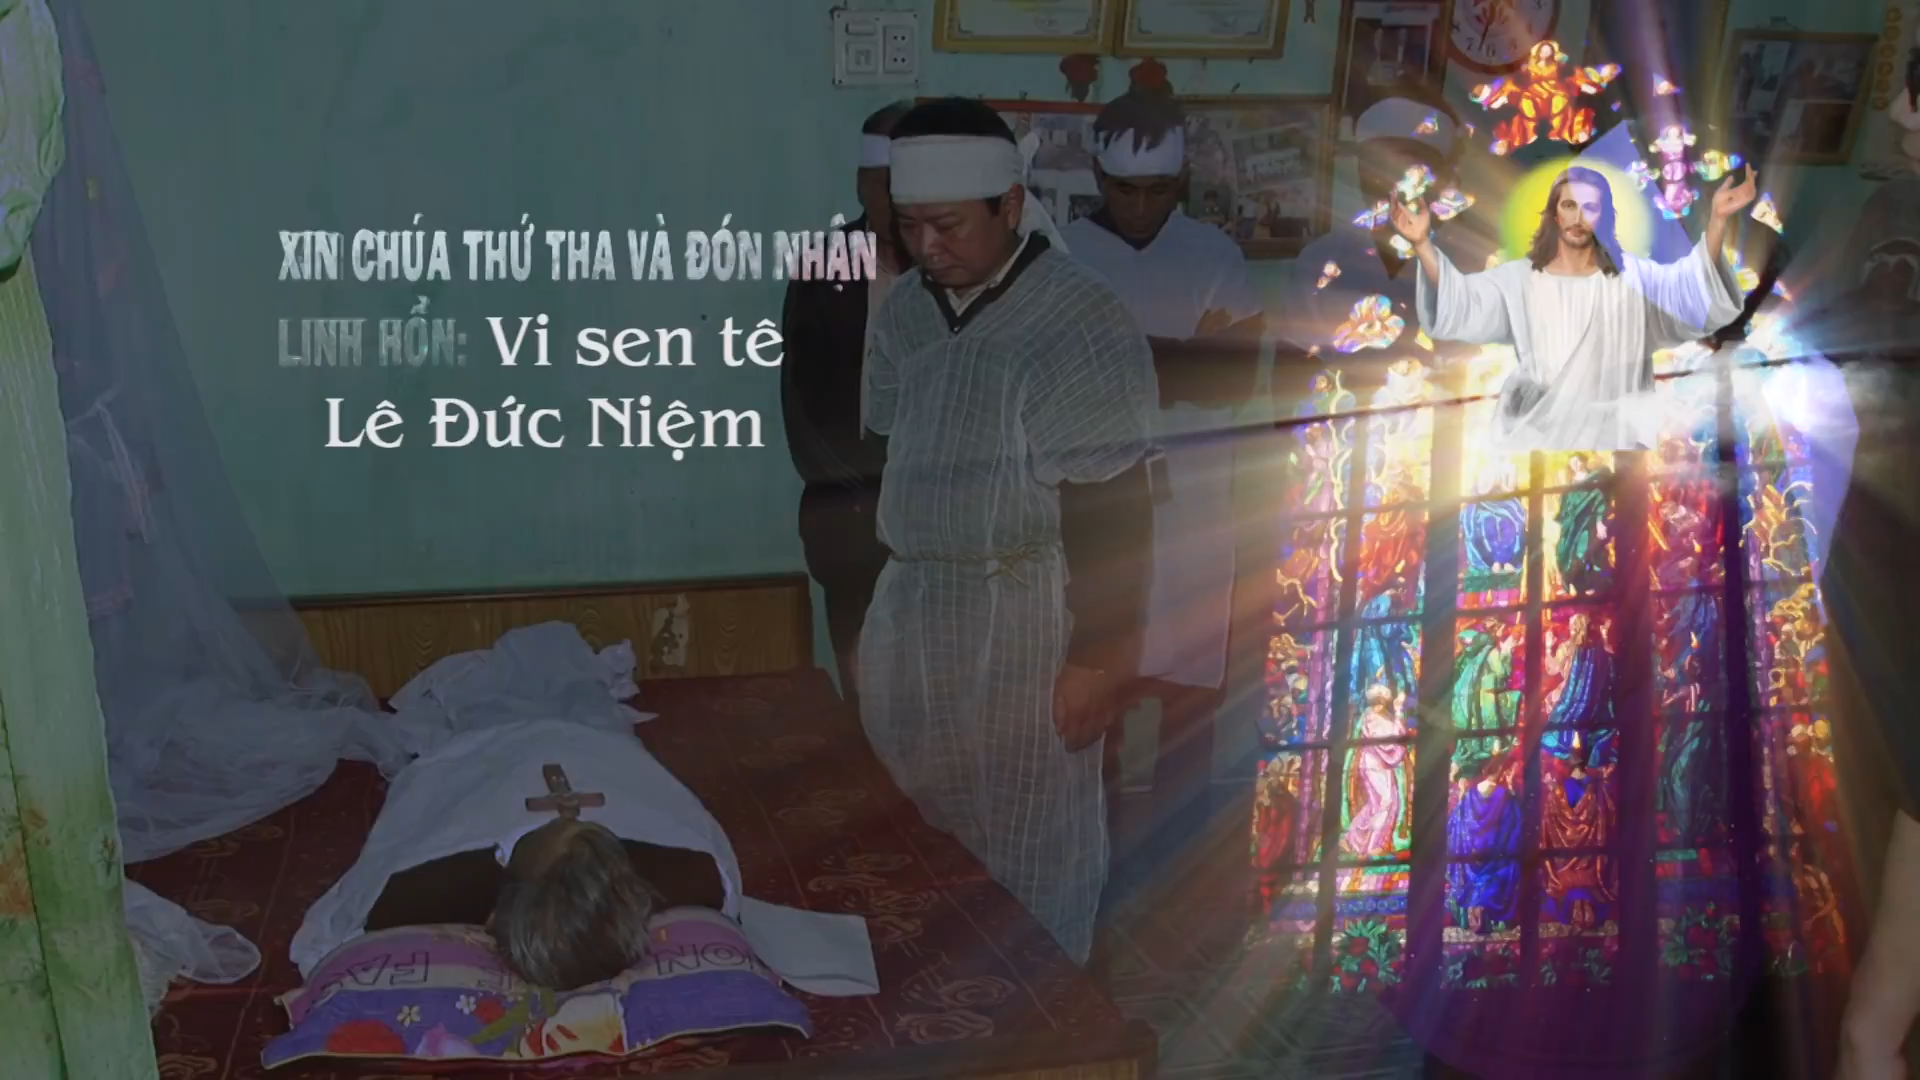 XIN CHÚA THỨ THA VÀ ĐÓN NHẬN
LINH HỒN: Vi sen tê
Lê Đức Niệm